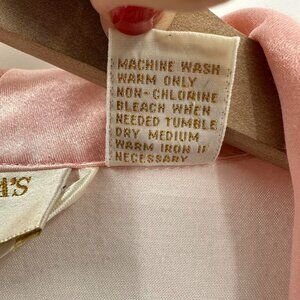 MACHINE WASH
WARM ONLY
NON-CHLORINE
BLEACH WHEN
NEEDED TUMBLE
DRY MEDIUM
WARM IRON IF
NECESSARY
A'S